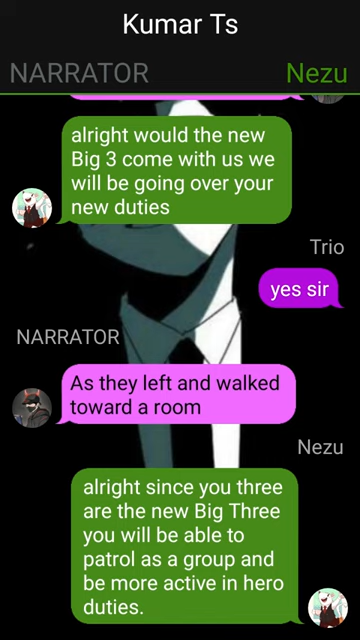 Kumar Ts
NARRATOR Nezu
alright would the new
Big 3 come with us we
will be going over your
new duties
Trio
yes sir
NARRATOR
As they left and walked
toward a room
Nezu
alright since you three
are the new Big Three
you will be able to
patrol as a group and
be more active in hero
duties.